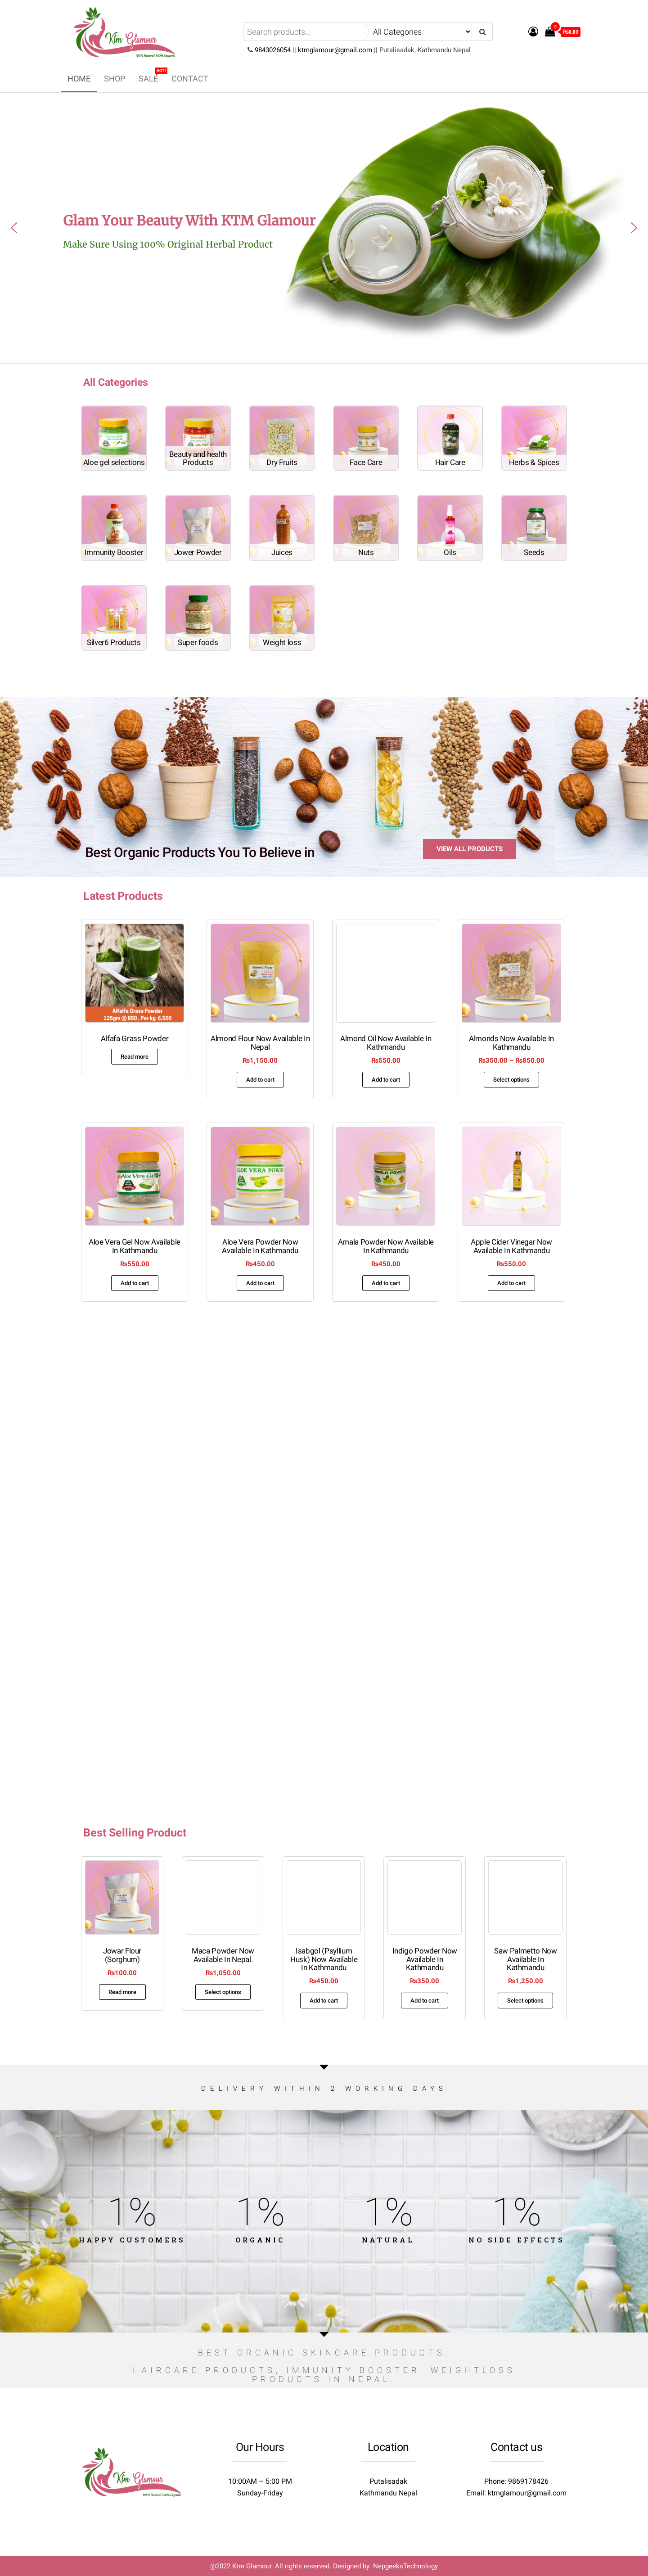 Ktm Glamour
100% Natural 100% Organic
Search products...
All Categories
0
₨0.00
9843026054 || ktmglamour@gmail.com || Putalisadak, Kathmandu Nepal
HOME
SHOP
SALE
HOT!
CONTACT
Glam Your Beauty With KTM Glamour
Make Sure Using 100% Original Herbal Product
All Categories
Aloe gel selections
Beauty and health
Products
Dry Fruits
Face Care
Hair Care
Herbs & Spices
Immunity Booster
Jower Powder
Juices
Nuts
Oils
Seeds
Silver6 Products
Super foods
Weight loss
Best Organic Products You To Believe in
VIEW ALL PRODUCTS
Latest Products
Alfalfa Grass Powder
125gm @ 850 , Per kg 6,500
Alfafa Grass Powder
Read more
Almond Flour Now Available In
Nepal
₨1,150.00
Add to cart
Almond Oil Now Available In
Kathmandu
₨550.00
Add to cart
Almonds Now Available In
Kathmandu
₨350.00 – ₨850.00
Select options
Aloe Vera Gel Now Available
In Kathmandu
₨550.00
Add to cart
Aloe Vera Powder Now
Available In Kathmandu
₨450.00
Add to cart
Amala Powder Now Available
In Kathmandu
₨450.00
Add to cart
Apple Cider Vinegar Now
Available In Kathmandu
₨550.00
Add to cart
Best Selling Product
Jowar Flour
(Sorghum)
₨100.00
Read more
Maca Powder Now
Available In Nepal.
₨1,050.00
Select options
Isabgol (Psyllium
Husk) Now Available
In Kathmandu
₨450.00
Add to cart
Indigo Powder Now
Available In
Kathmandu
₨350.00
Add to cart
Saw Palmetto Now
Available In
Kathmandu
₨1,250.00
Select options
DELIVERY WITHIN 2 WORKING DAYS
1%
HAPPY CUSTOMERS
1%
ORGANIC
1%
NATURAL
1%
NO SIDE EFFECTS
BEST ORGANIC SKINCARE PRODUCTS,
HAIRCARE PRODUCTS, IMMUNITY BOOSTER, WEIGHTLOSS
PRODUCTS IN NEPAL.
Ktm Glamour
100% Natural 100% Organic
Our Hours
10:00AM – 5:00 PM
Sunday-Friday
Location
Putalisadak
Kathmandu Nepal
Contact us
Phone: 9869178426
Email: ktmglamour@gmail.com
@2022 Ktm Glamour. All rights reserved. Designed by NepgeeksTechnology